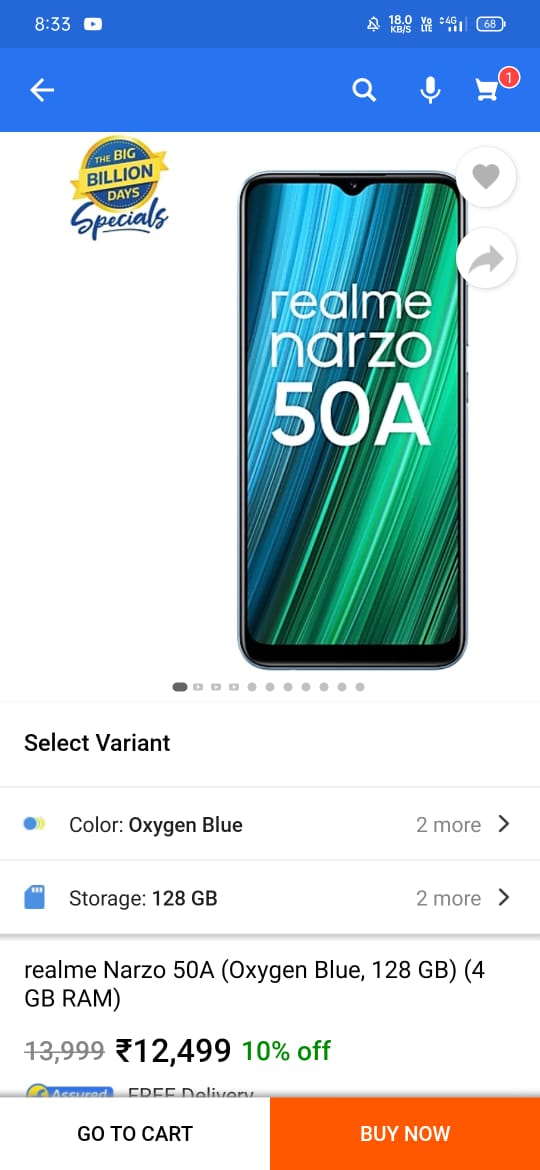 8:33
18.0
KB/S
Vo
LTE
4G
68
1
THE BIG
BILLION
DAYS
Specials
realme
narzo
50A
Select Variant
Color: Oxygen Blue 2 more
Storage: 128 GB 2 more
realme Narzo 50A (Oxygen Blue, 128 GB) (4
GB RAM)
13,999 ₹12,499 10% off
Assured FREE Delivery
GO TO CART BUY NOW